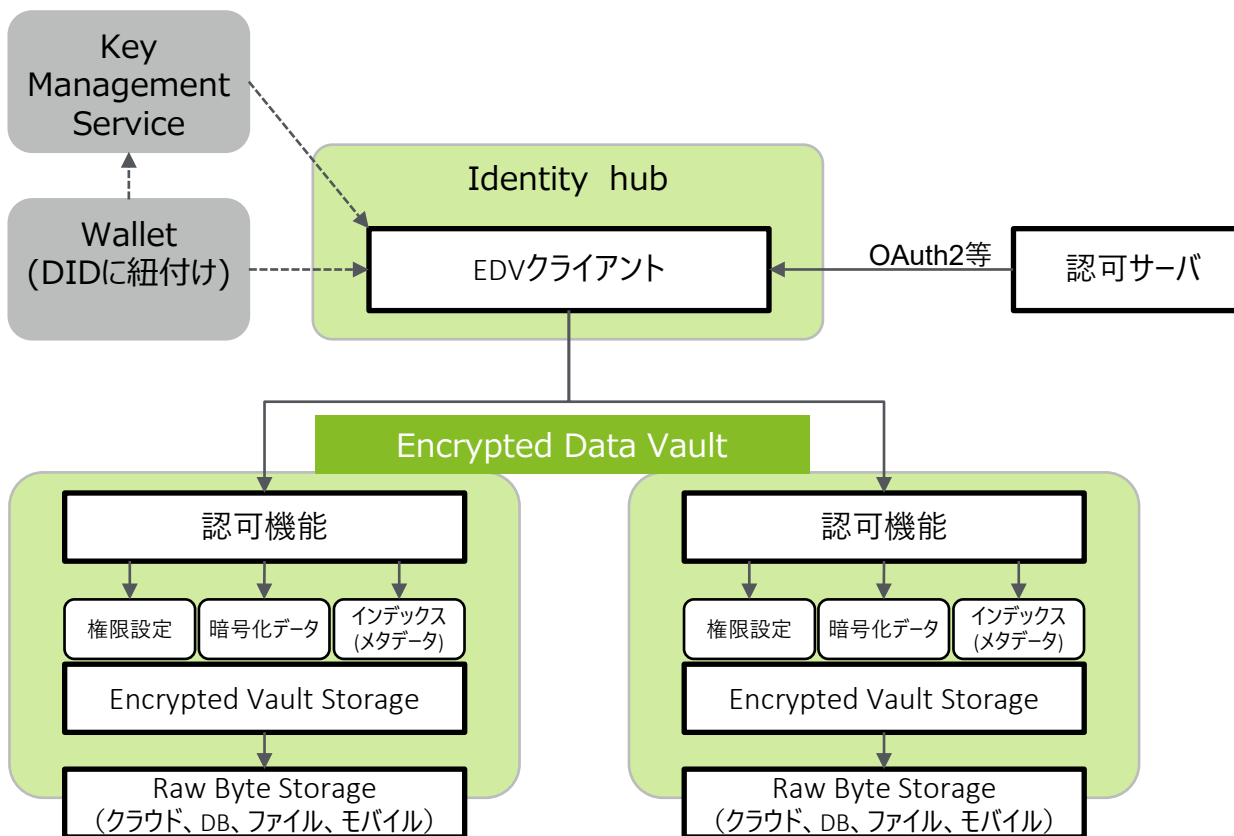 Key
Management
Service
Wallet
(DIDに紐付け)
Identity hub
EDVクライアント
OAuth2等
認可サーバ
Encrypted Data Vault
認可機能
権限設定
暗号化データ
インデックス
(メタデータ)
Encrypted Vault Storage
Raw Byte Storage
(クラウド、DB、ファイル、モバイル)
認可機能
権限設定
暗号化データ
インデックス
(メタデータ)
Encrypted Vault Storage
Raw Byte Storage
(クラウド、DB、ファイル、モバイル)